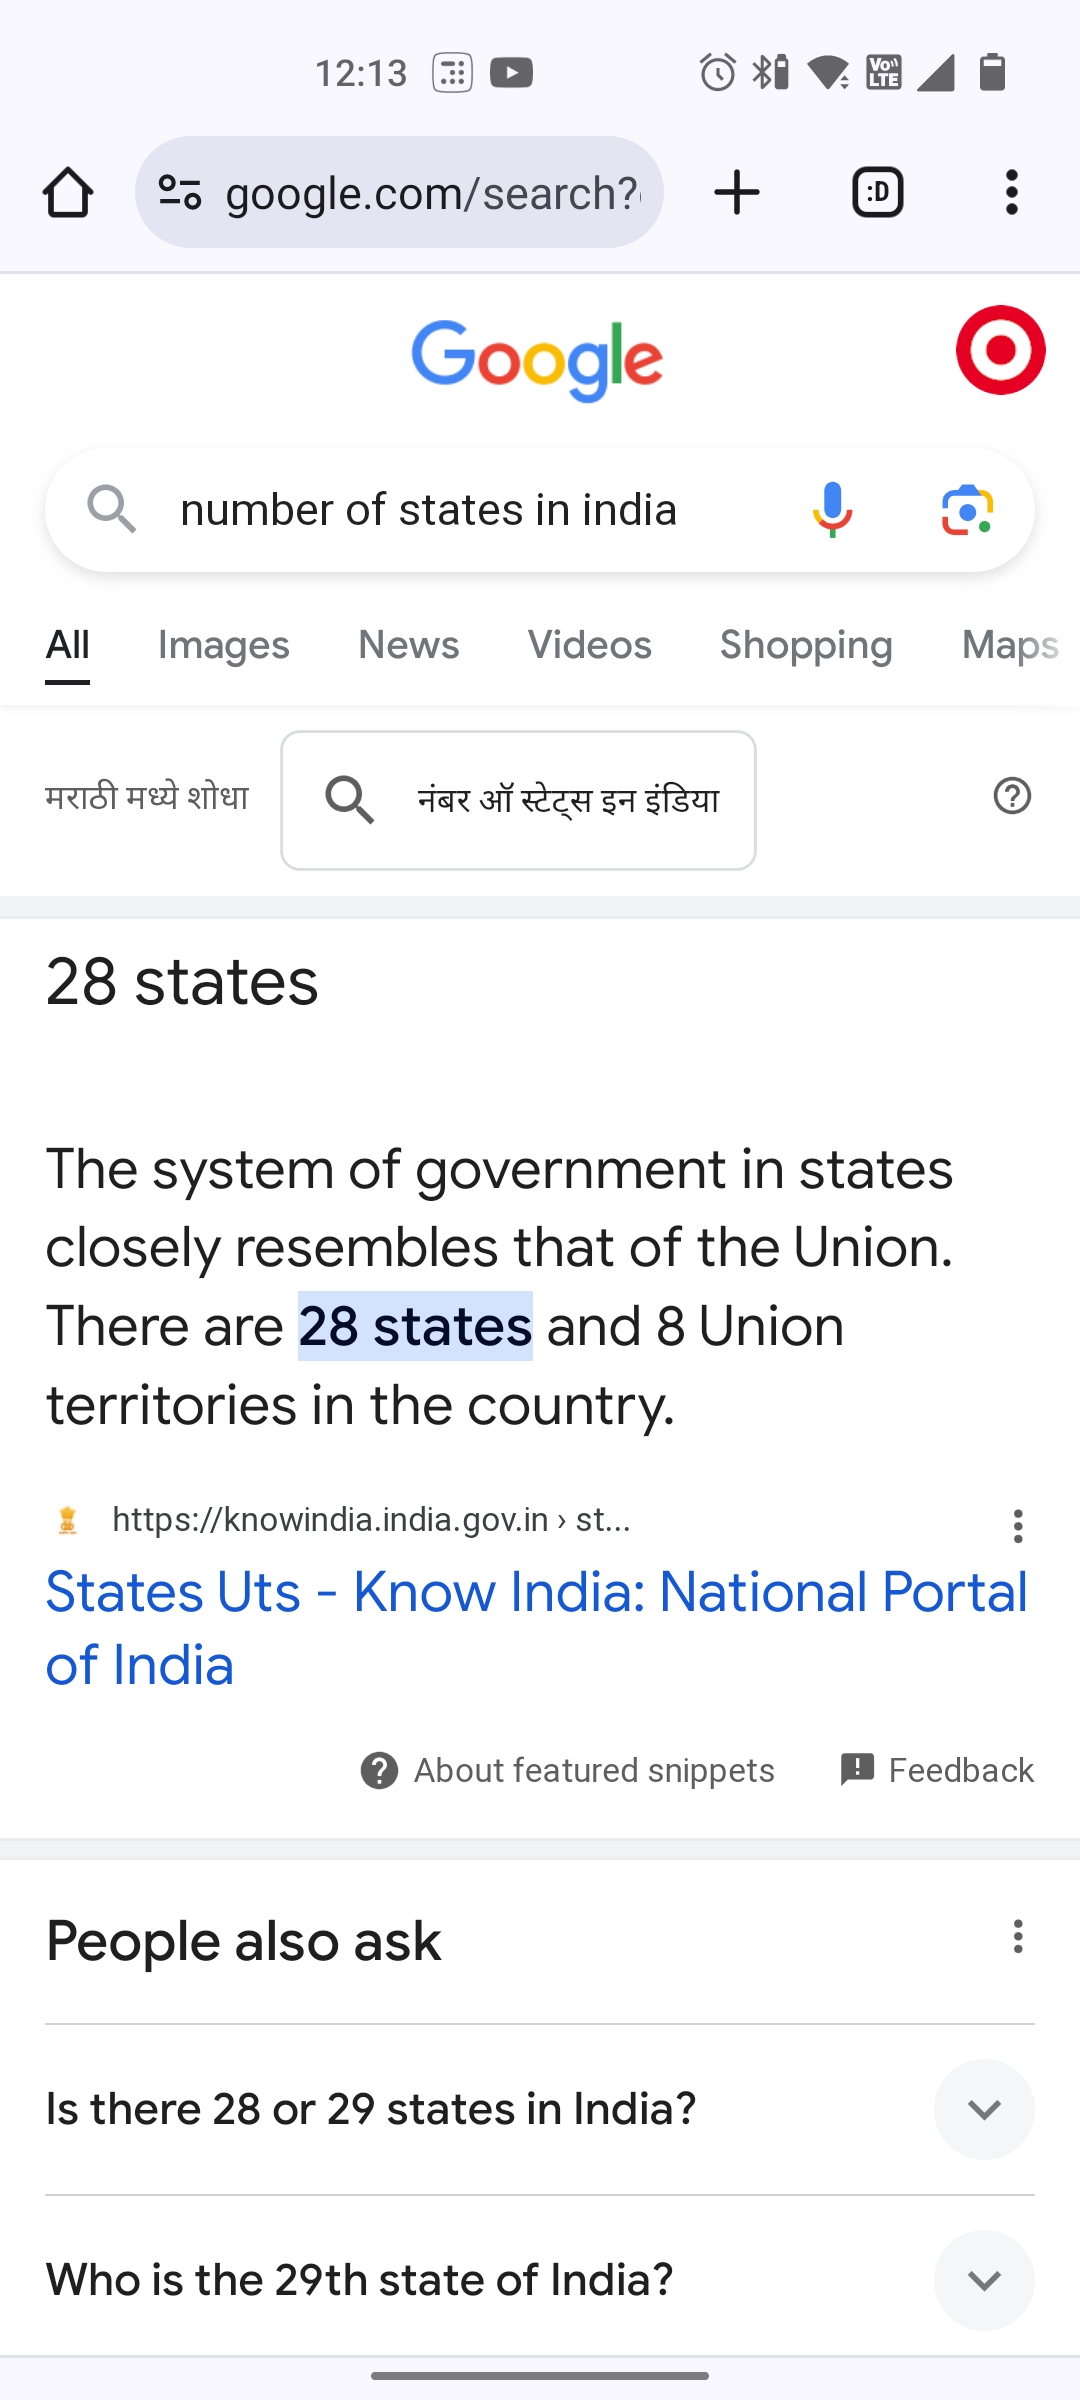 12:13
Vo LTE
google.com/search?
:D
Google
number of states in india
All Images News Videos Shopping Maps
मराठी मध्ये शोधा नंबर ऑ स्टेट्स इन इंडिया
28 states
The system of government in states
closely resembles that of the Union.
There are 28 states and 8 Union
territories in the country.
https://knowindia.india.gov.in › st...
States Uts - Know India: National Portal
of India
About featured snippets Feedback
People also ask
Is there 28 or 29 states in India?
Who is the 29th state of India?